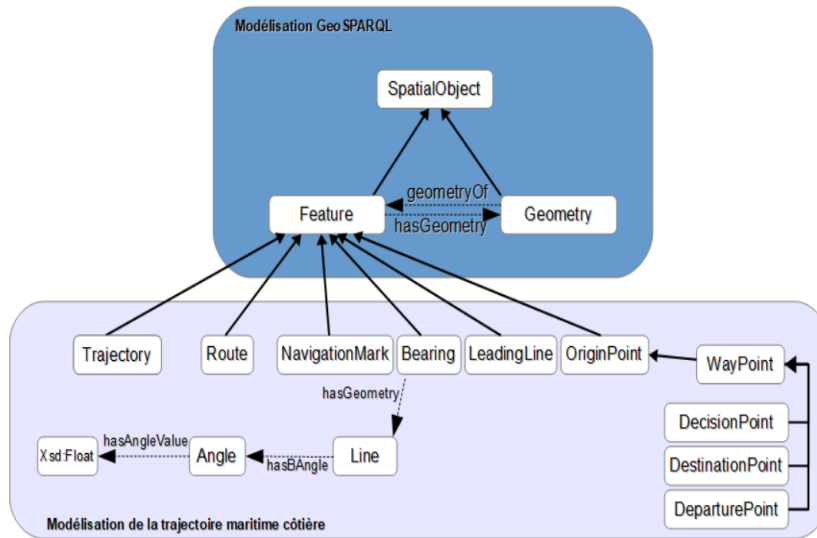 Modélisation GeoSPARQL
SpatialObject
geometryOf
Feature
Geometry
hasGeometry
Trajectory
Route
NavigationMark
Bearing
LeadingLine
OriginPoint
WayPoint
hasGeometry
DecisionPoint
hasAngleValue
Xsd:Float
Angle
hasBAngle
Line
DestinationPoint
DeparturePoint
Modélisation de la trajectoire maritime côtière